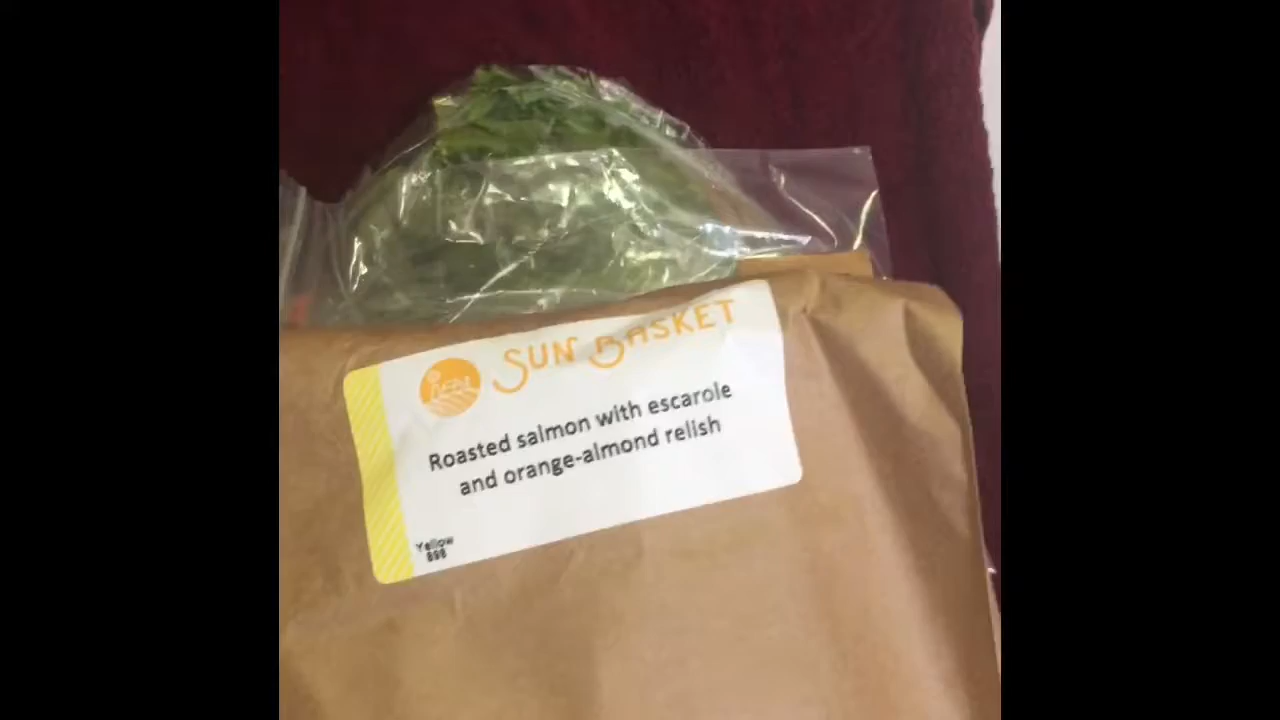 SUN BASKET
Roasted salmon with escarole
and orange-almond relish
Yellow